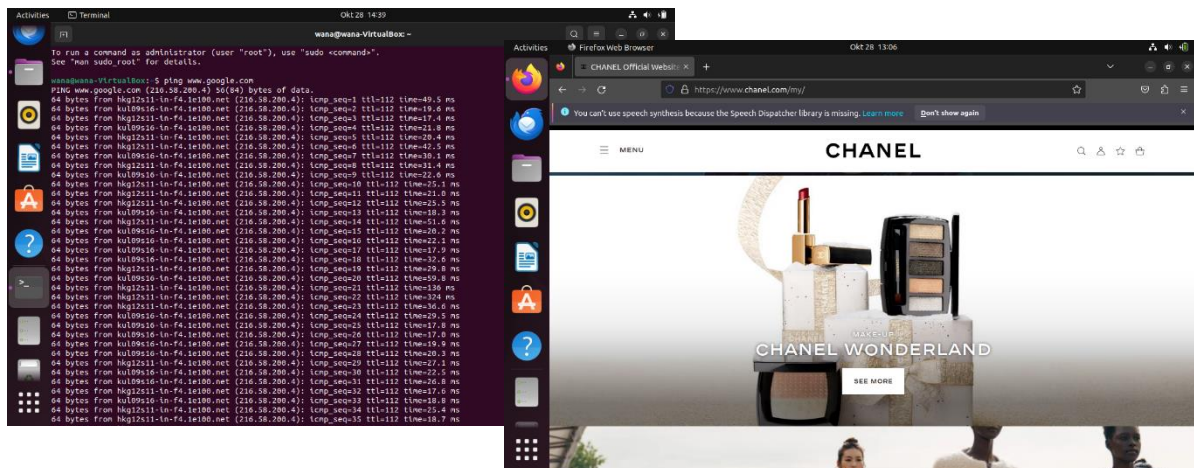 Activities Terminal Okt 28 14:39
wana@wana-VirtualBox: ~
To run a command as administrator (user "root"), use "sudo <command>".
See "man sudo_root" for details.
wana@wana-VirtualBox:~$ ping www.google.com
PING www.google.com (216.58.200.4) 56(84) bytes of data.
64 bytes from hkg12s11-in-f4.1e100.net (216.58.200.4): icmp_seq=1 ttl=112 time=49.5 ms
64 bytes from kul09s16-in-f4.1e100.net (216.58.200.4): icmp_seq=2 ttl=112 time=19.6 ms
64 bytes from hkg12s11-in-f4.1e100.net (216.58.200.4): icmp_seq=3 ttl=112 time=17.4 ms
64 bytes from kul09s16-in-f4.1e100.net (216.58.200.4): icmp_seq=4 ttl=112 time=21.8 ms
64 bytes from hkg12s11-in-f4.1e100.net (216.58.200.4): icmp_seq=5 ttl=112 time=20.4 ms
64 bytes from hkg12s11-in-f4.1e100.net (216.58.200.4): icmp_seq=6 ttl=112 time=42.5 ms
64 bytes from kul09s16-in-f4.1e100.net (216.58.200.4): icmp_seq=7 ttl=112 time=30.1 ms
64 bytes from hkg12s11-in-f4.1e100.net (216.58.200.4): icmp_seq=8 ttl=112 time=31.4 ms
64 bytes from kul09s16-in-f4.1e100.net (216.58.200.4): icmp_seq=9 ttl=112 time=22.6 ms
64 bytes from hkg12s11-in-f4.1e100.net (216.58.200.4): icmp_seq=10 ttl=112 time=25.1 ms
64 bytes from hkg12s11-in-f4.1e100.net (216.58.200.4): icmp_seq=11 ttl=112 time=21.0 ms
64 bytes from hkg12s11-in-f4.1e100.net (216.58.200.4): icmp_seq=12 ttl=112 time=25.5 ms
64 bytes from kul09s16-in-f4.1e100.net (216.58.200.4): icmp_seq=13 ttl=112 time=18.3 ms
64 bytes from hkg12s11-in-f4.1e100.net (216.58.200.4): icmp_seq=14 ttl=112 time=51.6 ms
64 bytes from kul09s16-in-f4.1e100.net (216.58.200.4): icmp_seq=15 ttl=112 time=20.2 ms
64 bytes from kul09s16-in-f4.1e100.net (216.58.200.4): icmp_seq=16 ttl=112 time=22.1 ms
64 bytes from kul09s16-in-f4.1e100.net (216.58.200.4): icmp_seq=17 ttl=112 time=17.9 ms
64 bytes from kul09s16-in-f4.1e100.net (216.58.200.4): icmp_seq=18 ttl=112 time=32.6 ms
64 bytes from hkg12s11-in-f4.1e100.net (216.58.200.4): icmp_seq=19 ttl=112 time=29.8 ms
64 bytes from kul09s16-in-f4.1e100.net (216.58.200.4): icmp_seq=20 ttl=112 time=59.8 ms
64 bytes from hkg12s11-in-f4.1e100.net (216.58.200.4): icmp_seq=21 ttl=112 time=136 ms
64 bytes from hkg12s11-in-f4.1e100.net (216.58.200.4): icmp_seq=22 ttl=112 time=324 ms
64 bytes from hkg12s11-in-f4.1e100.net (216.58.200.4): icmp_seq=23 ttl=112 time=36.6 ms
64 bytes from kul09s16-in-f4.1e100.net (216.58.200.4): icmp_seq=24 ttl=112 time=29.5 ms
64 bytes from kul09s16-in-f4.1e100.net (216.58.200.4): icmp_seq=25 ttl=112 time=17.8 ms
64 bytes from kul09s16-in-f4.1e100.net (216.58.200.4): icmp_seq=26 ttl=112 time=17.0 ms
64 bytes from kul09s16-in-f4.1e100.net (216.58.200.4): icmp_seq=27 ttl=112 time=19.9 ms
64 bytes from kul09s16-in-f4.1e100.net (216.58.200.4): icmp_seq=28 ttl=112 time=20.3 ms
64 bytes from hkg12s11-in-f4.1e100.net (216.58.200.4): icmp_seq=29 ttl=112 time=27.1 ms
64 bytes from kul09s16-in-f4.1e100.net (216.58.200.4): icmp_seq=30 ttl=112 time=22.5 ms
64 bytes from kul09s16-in-f4.1e100.net (216.58.200.4): icmp_seq=31 ttl=112 time=26.8 ms
64 bytes from hkg12s11-in-f4.1e100.net (216.58.200.4): icmp_seq=32 ttl=112 time=17.6 ms
64 bytes from kul09s16-in-f4.1e100.net (216.58.200.4): icmp_seq=33 ttl=112 time=18.8 ms
64 bytes from hkg12s11-in-f4.1e100.net (216.58.200.4): icmp_seq=34 ttl=112 time=25.4 ms
64 bytes from hkg12s11-in-f4.1e100.net (216.58.200.4): icmp_seq=35 ttl=112 time=18.7 ms
Activities Firefox Web Browser Okt 28 13:06
CHANEL Official Website
https://www.chanel.com/my/
You can't use speech synthesis because the Speech Dispatcher library is missing. Learn more Don't show again
MENU CHANEL
MAKE-UP
CHANEL WONDERLAND
SEE MORE